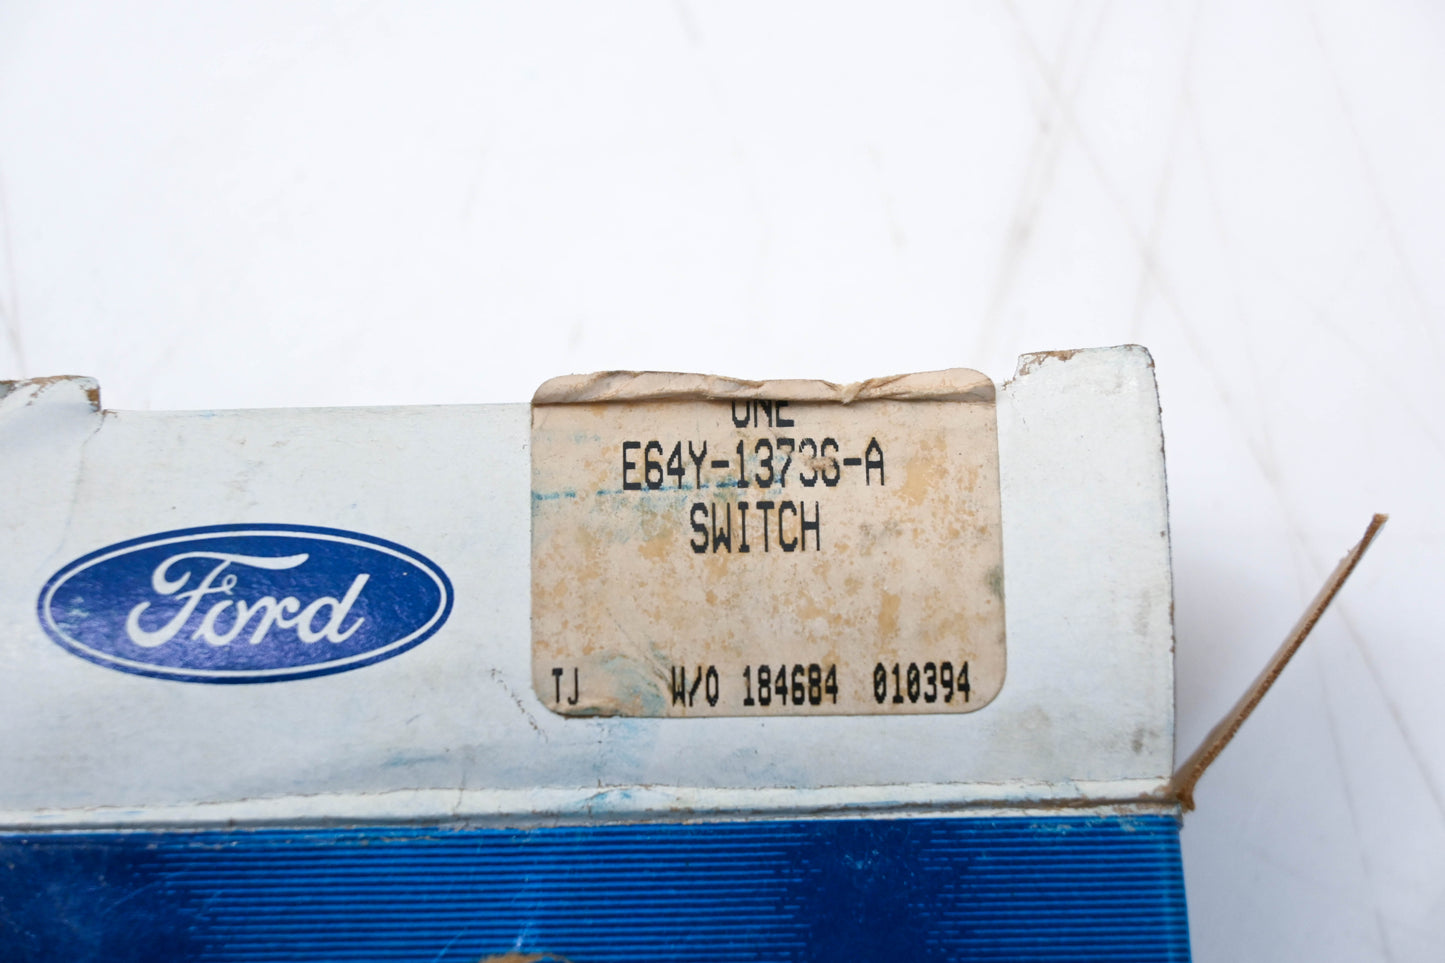 ONE
E64Y-13736-A
SWITCH
Ford
TJ W/O 184684 010394